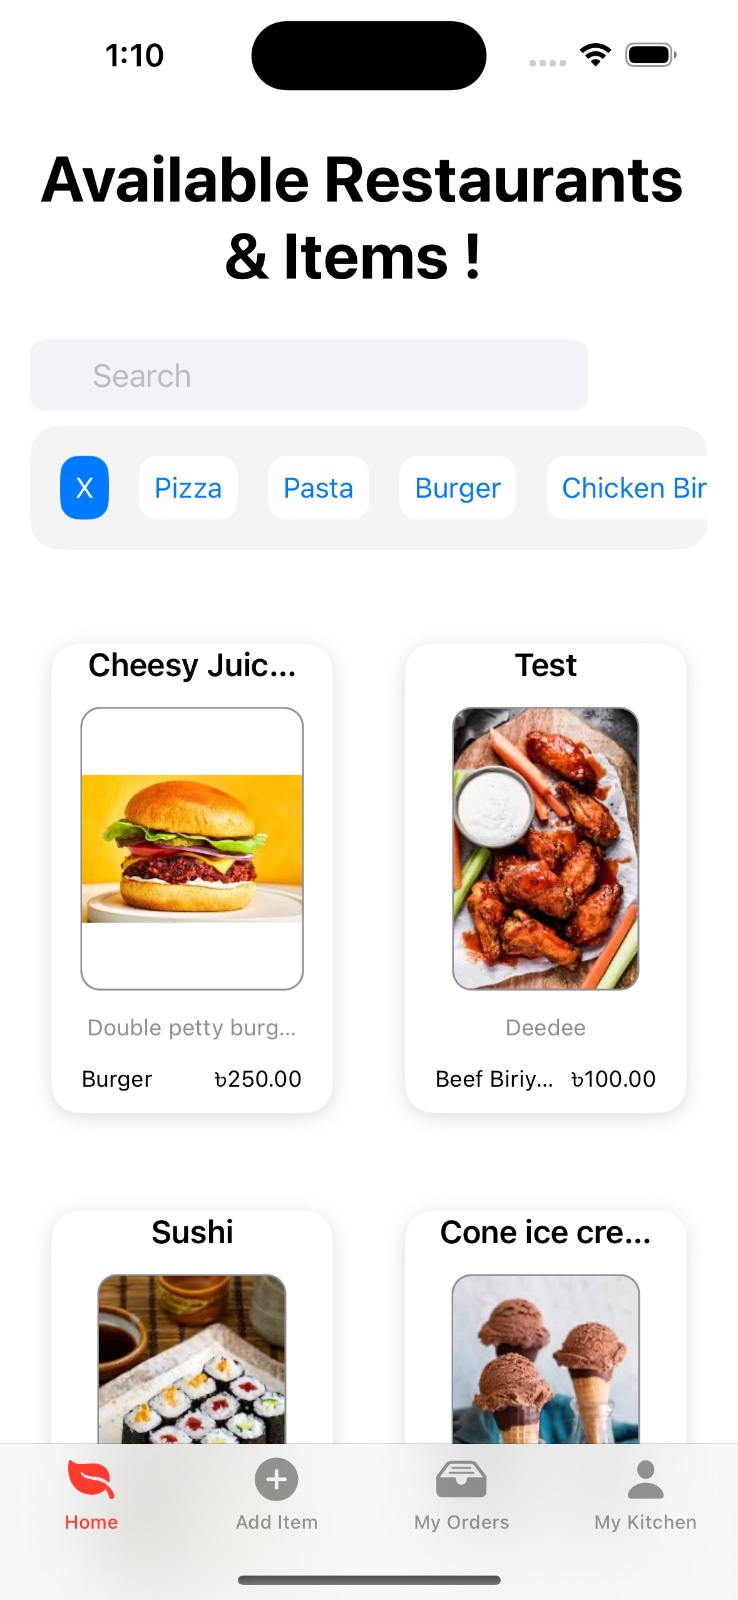 1:10
Available Restaurants
& Items !
Search
X Pizza Pasta Burger Chicken Bir
Cheesy Juic... Test
Double petty burg... Deedee
Burger ৳250.00 Beef Biriy... ৳100.00
Sushi Cone ice cre...
Home Add Item My Orders My Kitchen